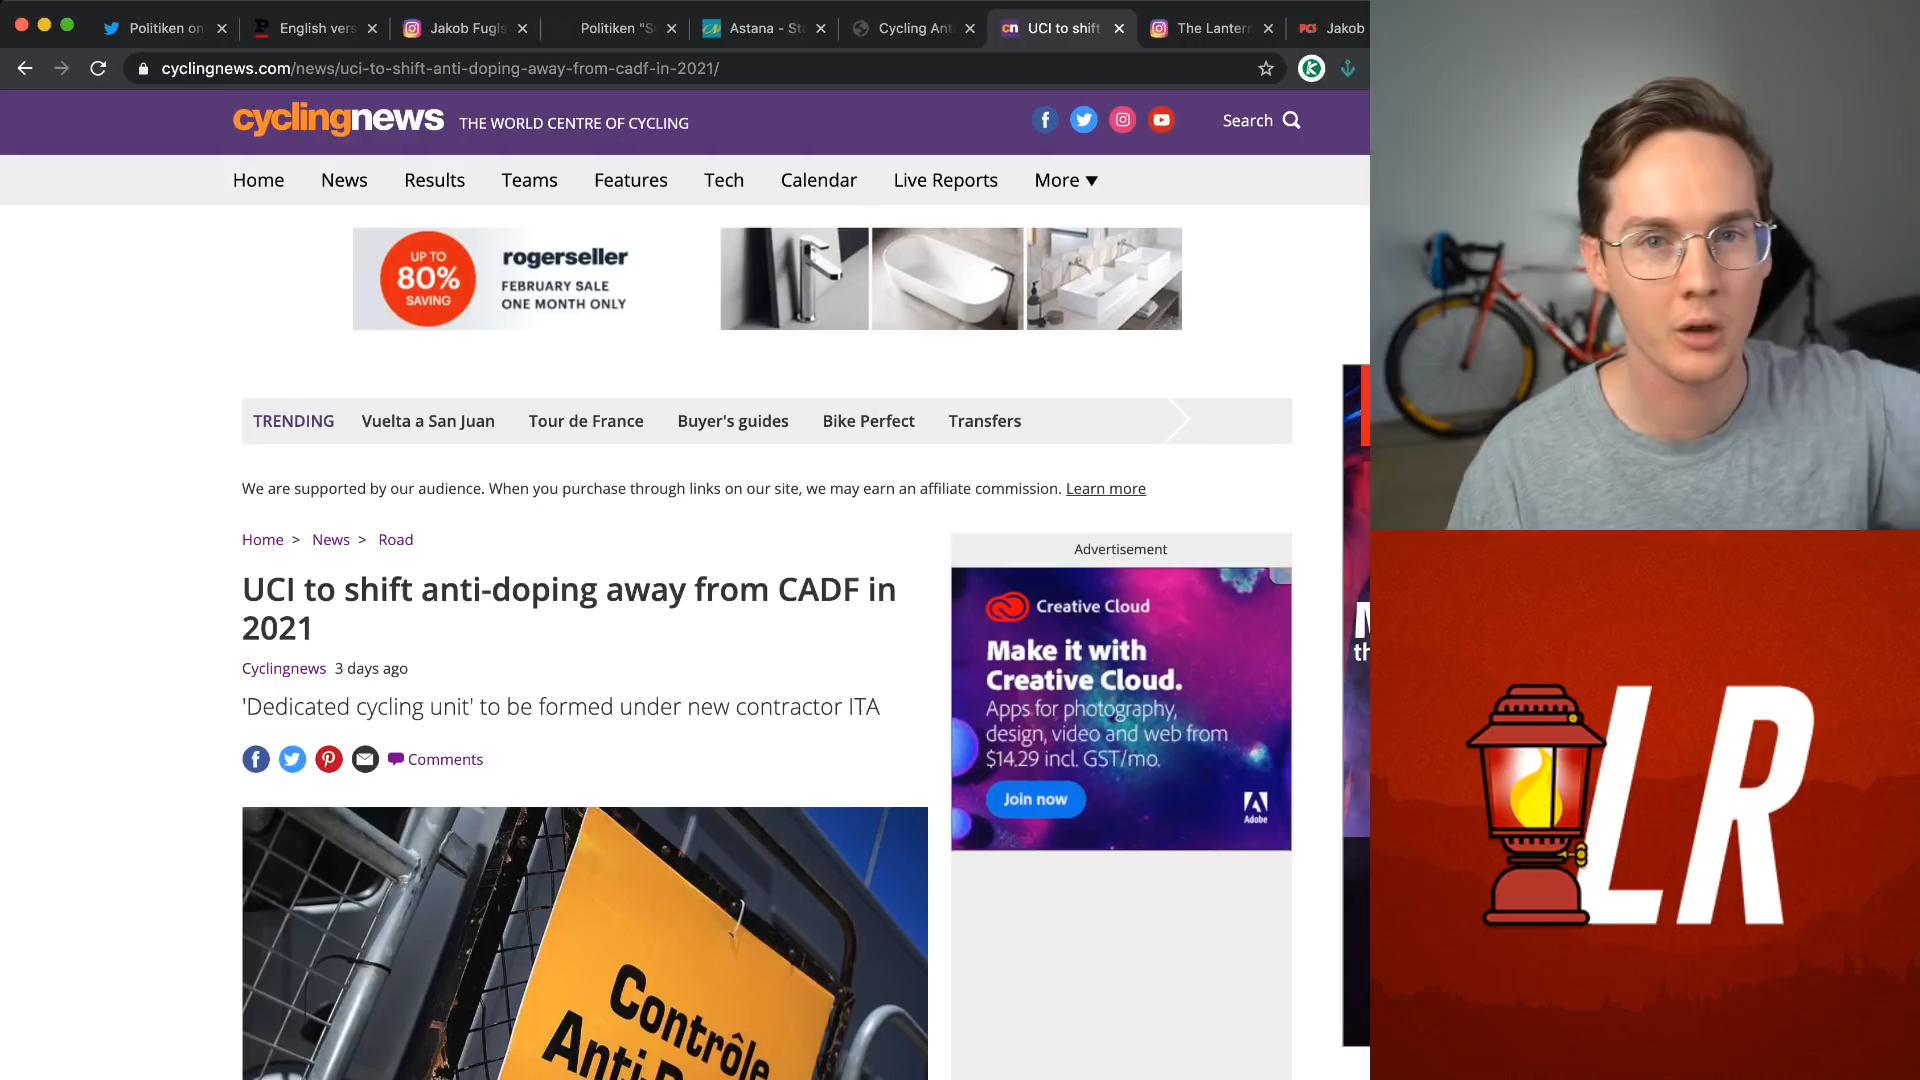 Politiken on
English vers
Jakob Fugls
Politiken "S
Astana - Sta
Cycling Anti
UCI to shift
The Lantern
PCS Jakob
cyclingnews.com/news/uci-to-shift-anti-doping-away-from-cadf-in-2021/
cyclingnews THE WORLD CENTRE OF CYCLING
Search
Home News Results Teams Features Tech Calendar Live Reports More ▼
UP TO
80%
SAVING
rogerseller
FEBRUARY SALE
ONE MONTH ONLY
TRENDING Vuelta a San Juan Tour de France Buyer's guides Bike Perfect Transfers
We are supported by our audience. When you purchase through links on our site, we may earn an affiliate commission. Learn more
Home > News > Road
UCI to shift anti-doping away from CADF in
2021
Cyclingnews 3 days ago
'Dedicated cycling unit' to be formed under new contractor ITA
Comments
Contrôle
Advertisement
Creative Cloud
Make it with
Creative Cloud.
Apps for photography,
design, video and web from
$14.29 incl. GST/mo.
Join now
Adobe
LR